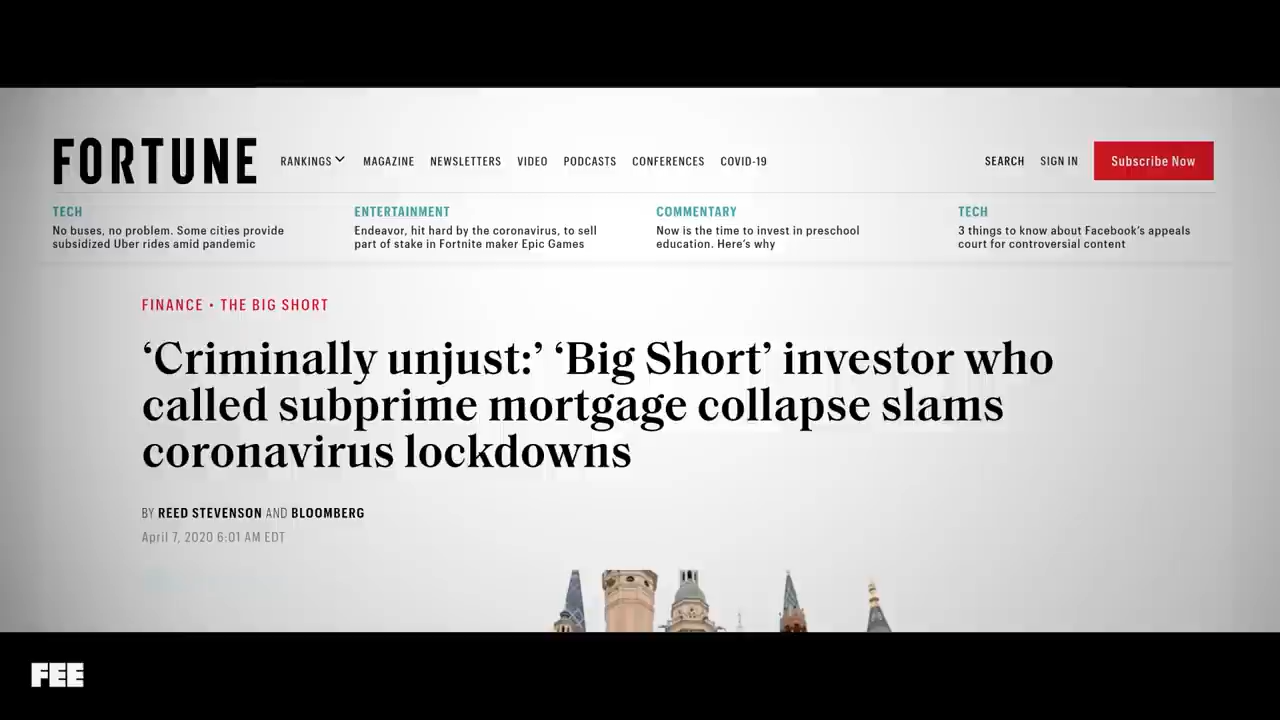 FORTUNE
RANKINGS MAGAZINE NEWSLETTERS VIDEO PODCASTS CONFERENCES COVID-19
SEARCH SIGN IN Subscribe Now
TECH
No buses, no problem. Some cities provide
subsidized Uber rides amid pandemic
ENTERTAINMENT
Endeavor, hit hard by the coronavirus, to sell
part of stake in Fortnite maker Epic Games
COMMENTARY
Now is the time to invest in preschool
education. Here's why
TECH
3 things to know about Facebook's appeals
court for controversial content
FINANCE • THE BIG SHORT
‘Criminally unjust:’ ‘Big Short’ investor who
called subprime mortgage collapse slams
coronavirus lockdowns
BY REED STEVENSON AND BLOOMBERG
April 7, 2020 6:01 AM EDT
FEE